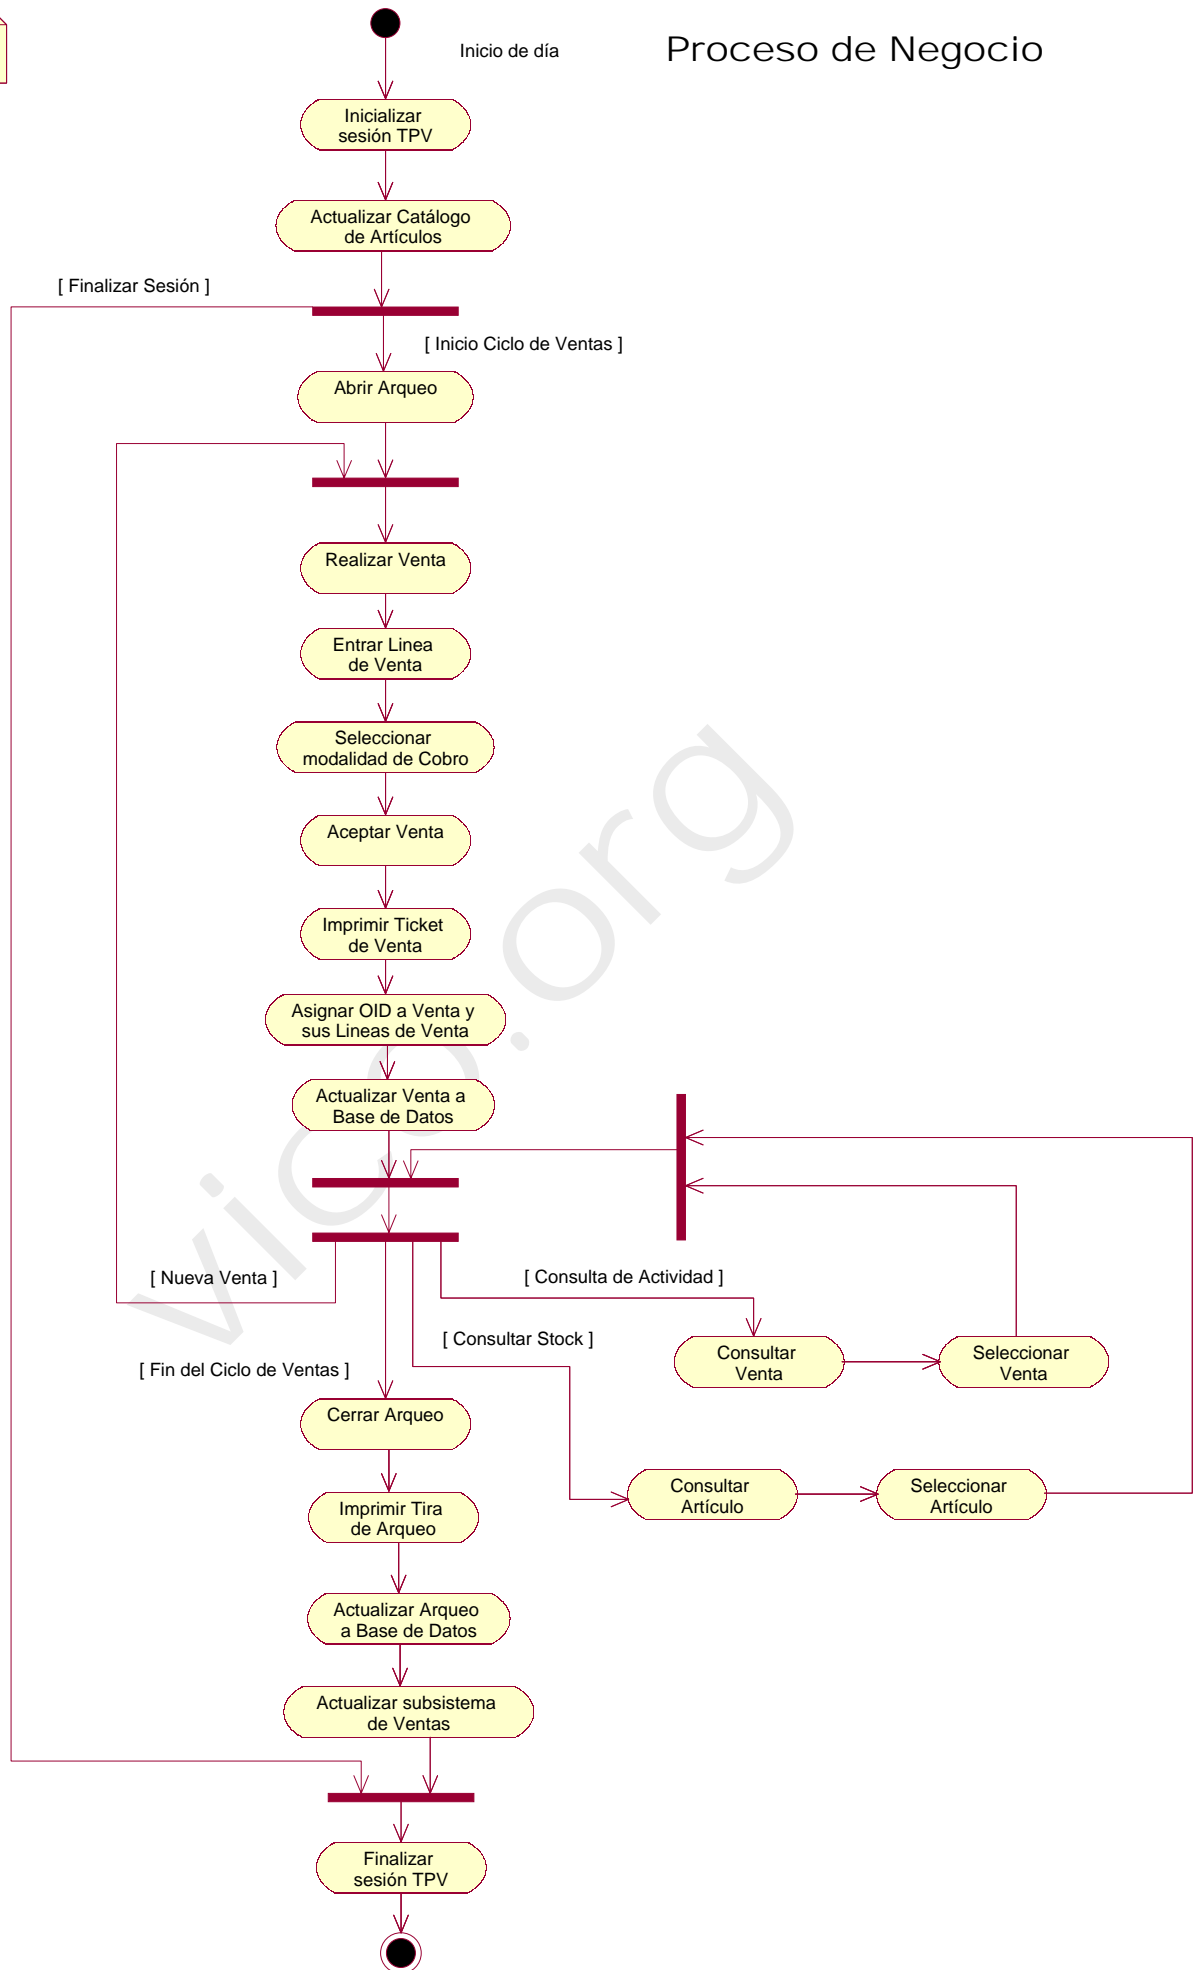 Inicio de día
Proceso de Negocio
Inicializar
sesión TPV
Actualizar Catálogo
de Artículos
[ Finalizar Sesión ]
[ Inicio Ciclo de Ventas ]
Abrir Arqueo
Realizar Venta
Entrar Linea
de Venta
Seleccionar
modalidad de Cobro
Aceptar Venta
Imprimir Ticket
de Venta
Asignar OID a Venta y
sus Lineas de Venta
Actualizar Venta a
Base de Datos
[ Nueva Venta ]
[ Consulta de Actividad ]
[ Consultar Stock ]
Consultar
Venta
Seleccionar
Venta
[ Fin del Ciclo de Ventas ]
Cerrar Arqueo
Consultar
Artículo
Seleccionar
Artículo
Imprimir Tira
de Arqueo
Actualizar Arqueo
a Base de Datos
Actualizar subsistema
de Ventas
Finalizar
sesión TPV
vico.org